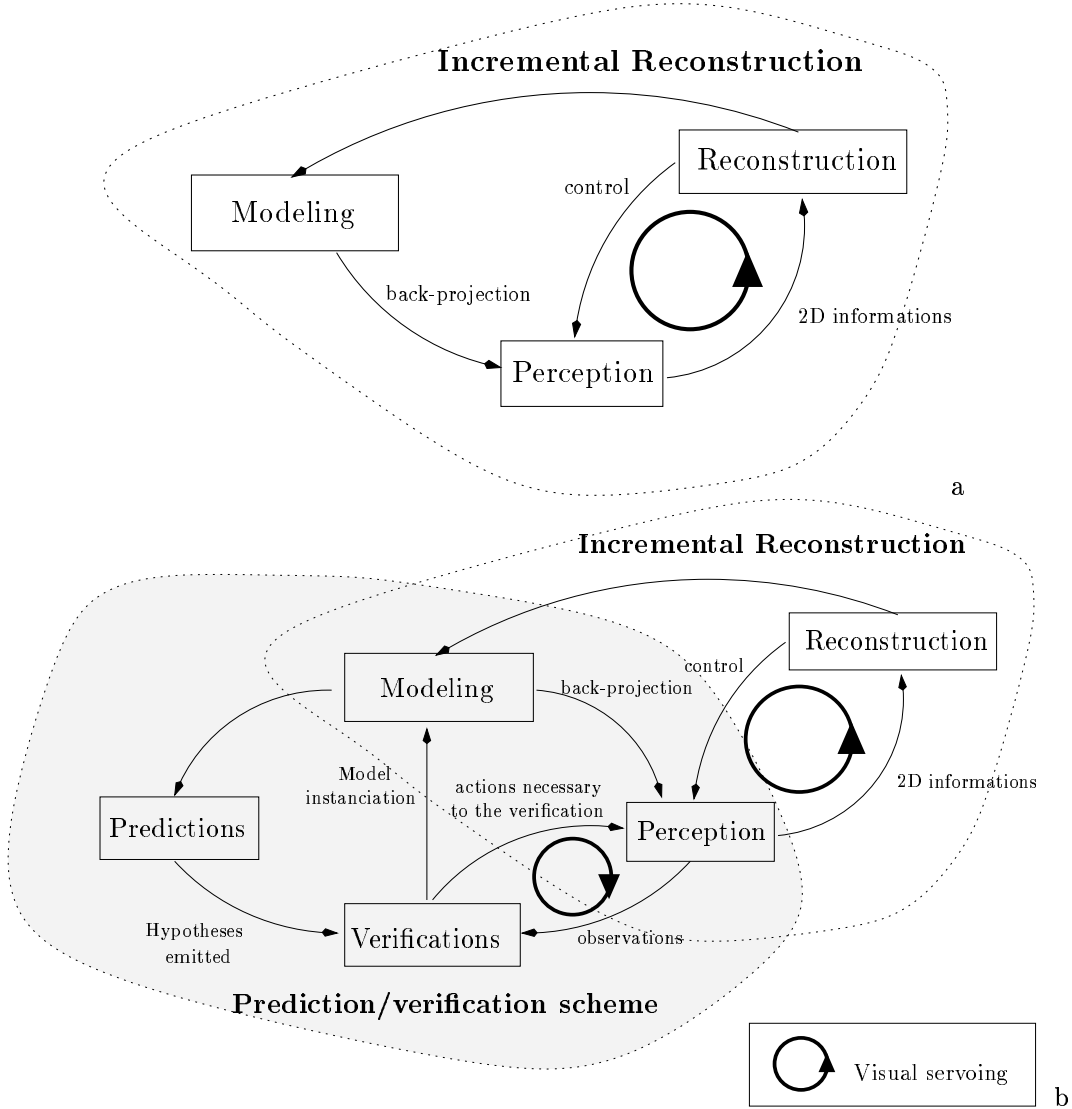 Incremental Reconstruction
Reconstruction
control
Modeling
back-projection
2D informations
Perception
a
Incremental Reconstruction
Reconstruction
control
Modeling
back-projection
Model
instanciation
actions necessary
to the verification
2D informations
Predictions
Perception
Hypotheses
emitted
Verifications
observations
Prediction/verification scheme
Visual servoing
b